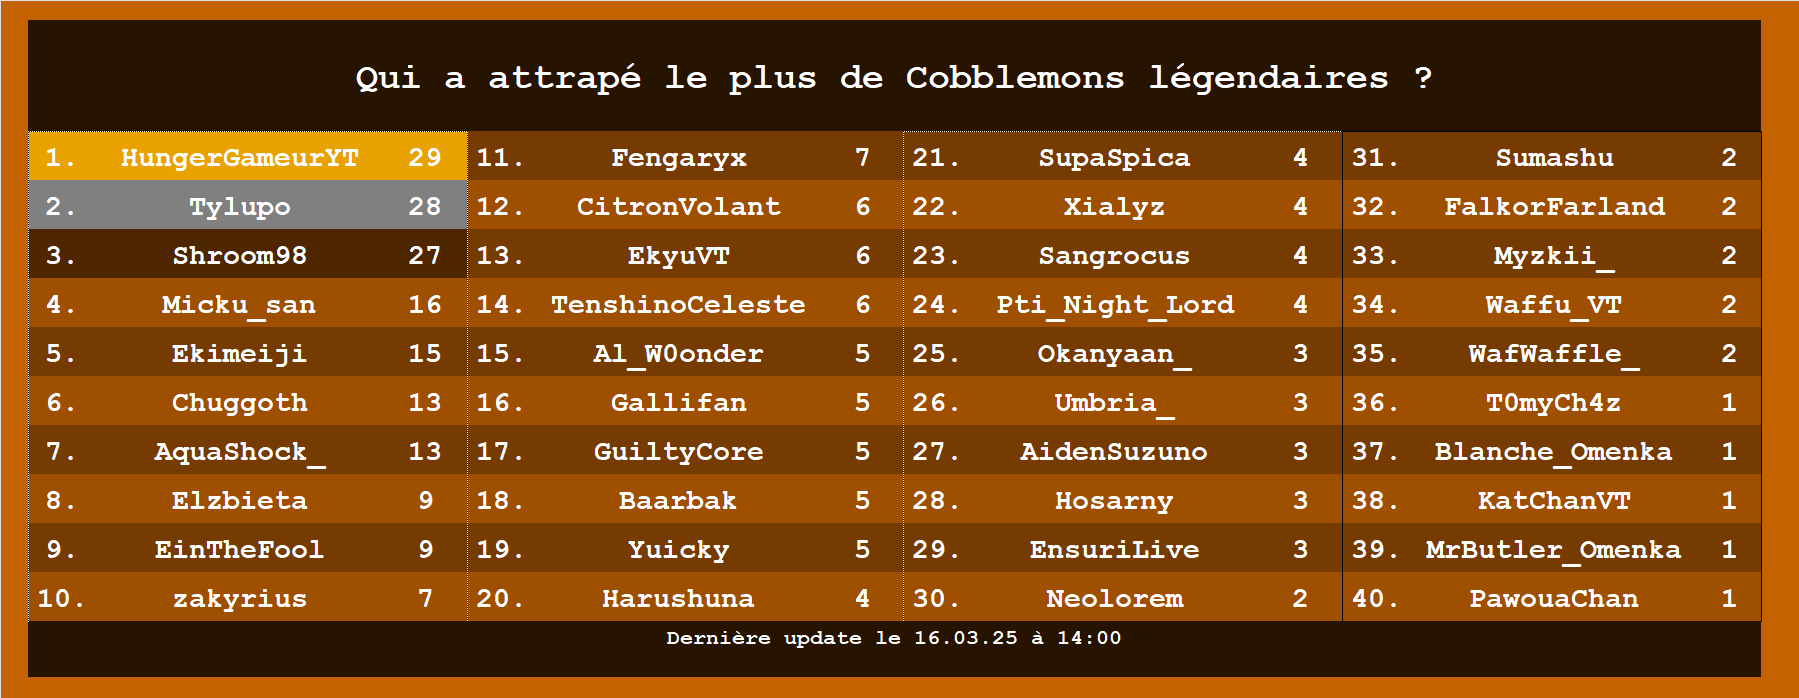 Qui a attrapé le plus de Cobblemons légendaires ?
1. HungerGameurYT 29
2. Tylupo 28
3. Shroom98 27
4. Micku_san 16
5. Ekimeiji 15
6. Chuggoth 13
7. AquaShock_ 13
8. Elzbieta 9
9. EinTheFool 9
10. zakyrius 7
11. Fengaryx 7
12. CitronVolant 6
13. EkyuVT 6
14. TenshinoCeleste 6
15. Al_W0onder 5
16. Gallifan 5
17. GuiltyCore 5
18. Baarbak 5
19. Yuicky 5
20. Harushuna 4
21. SupaSpica 4
22. Xialyz 4
23. Sangrocus 4
24. Pti_Night_Lord 4
25. Okanyaan_ 3
26. Umbria_ 3
27. AidenSuzuno 3
28. Hosarny 3
29. EnsuriLive 3
30. Neolorem 2
31. Sumashu 2
32. FalkorFarland 2
33. Myzkii_ 2
34. Waffu_VT 2
35. WafWaffle_ 2
36. T0myCh4z 1
37. Blanche_Omenka 1
38. KatChanVT 1
39. MrButler_Omenka 1
40. PawouaChan 1
Dernière update le 16.03.25 à 14:00